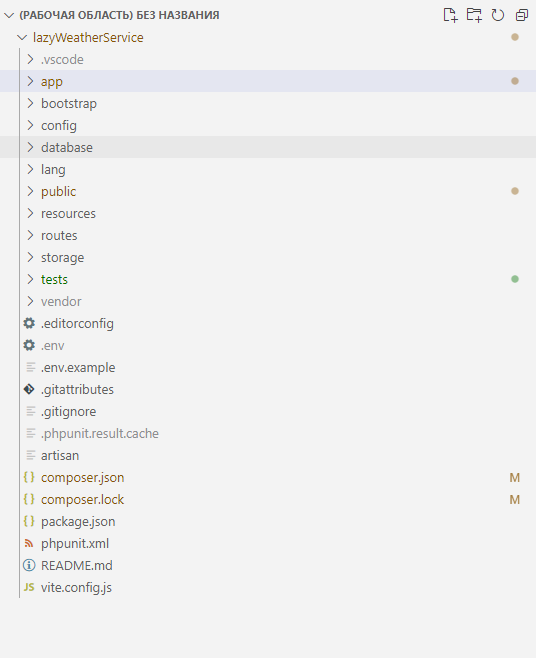 (РАБОЧАЯ ОБЛАСТЬ) БЕЗ НАЗВАНИЯ
lazyWeatherService
.vscode
app
bootstrap
config
database
lang
public
resources
routes
storage
tests
vendor
.editorconfig
.env
.env.example
.gitattributes
.gitignore
.phpunit.result.cache
artisan
{} composer.json M
{} composer.lock M
{} package.json
phpunit.xml
README.md
JS vite.config.js